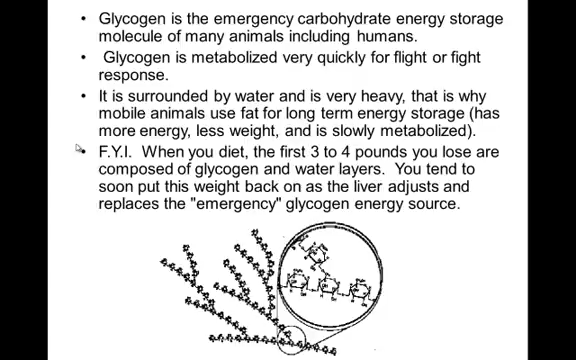 • Glycogen is the emergency carbohydrate energy storage
molecule of many animals including humans.
• Glycogen is metabolized very quickly for flight or fight
response.
• It is surrounded by water and is very heavy, that is why
mobile animals use fat for long term energy storage (has
more energy, less weight, and is slowly metabolized).
• F.Y.I. When you diet, the first 3 to 4 pounds you lose are
composed of glycogen and water layers. You tend to
soon put this weight back on as the liver adjusts and
replaces the "emergency" glycogen energy source.